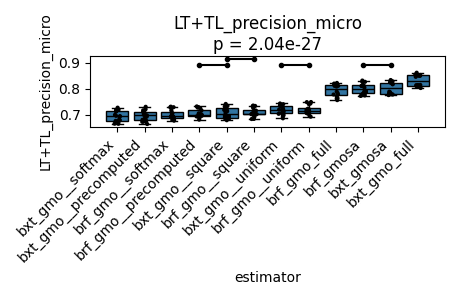 LT+TL_precision_micro
p = 2.04e-27
LT+TL_precision_micro
0.9
0.8
0.7
bxt_gmo__softmax
bxt_gmo__precomputed
brf_gmo__softmax
brf_gmo__precomputed
bxt_gmo__square
brf_gmo__square
bxt_gmo__uniform
brf_gmo__uniform
brf_gmo_full
brf_gmosa
bxt_gmosa
bxt_gmo_full
estimator